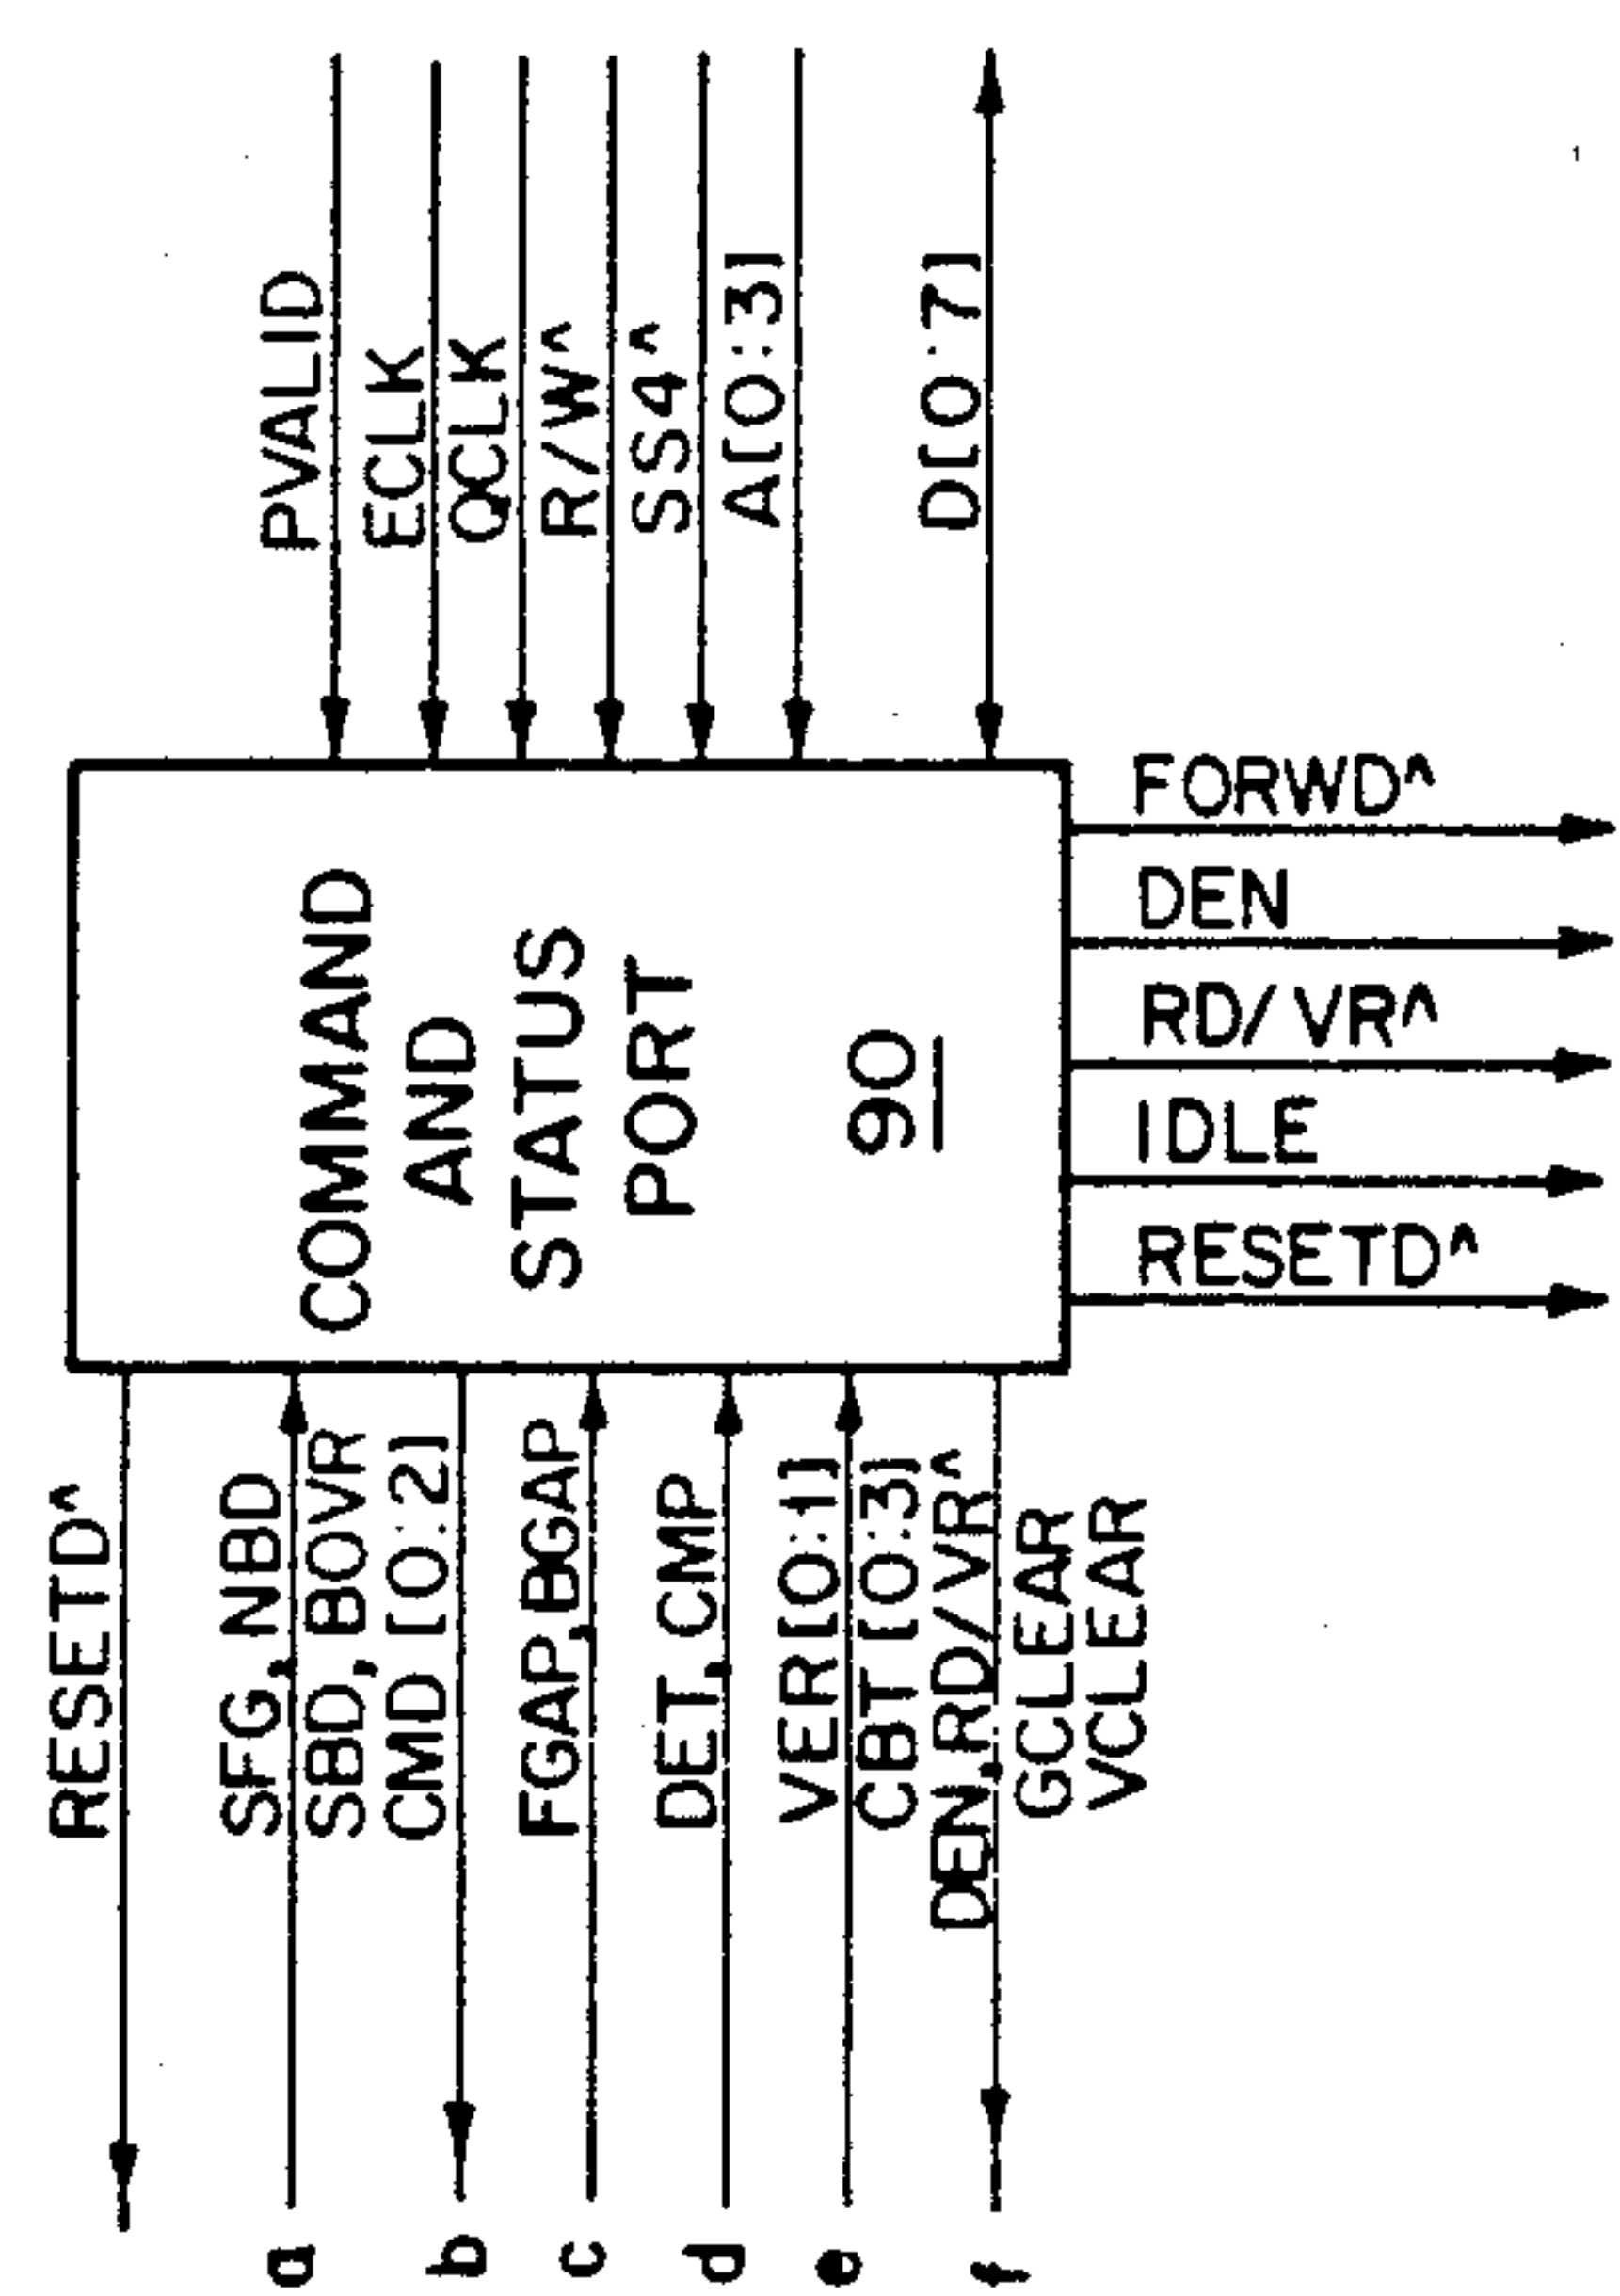 PVALID
ECLK
QCLK
R/W^
SS4^
A[0:3]
D[0:7]
COMMAND
AND
STATUS
PORT
90
FORWD^
DEN
RD/VR^
IDLE
RESETD^
RESETD^
SFG, NBD
SBD, BOVR
CMD [0:2]
FGAP, BGAP
DET, CMP
VER[0:1]
CBT[0:3]
DEN, RD/VR^
GCLEAR
VCLEAR
a
b
c
d
e
f